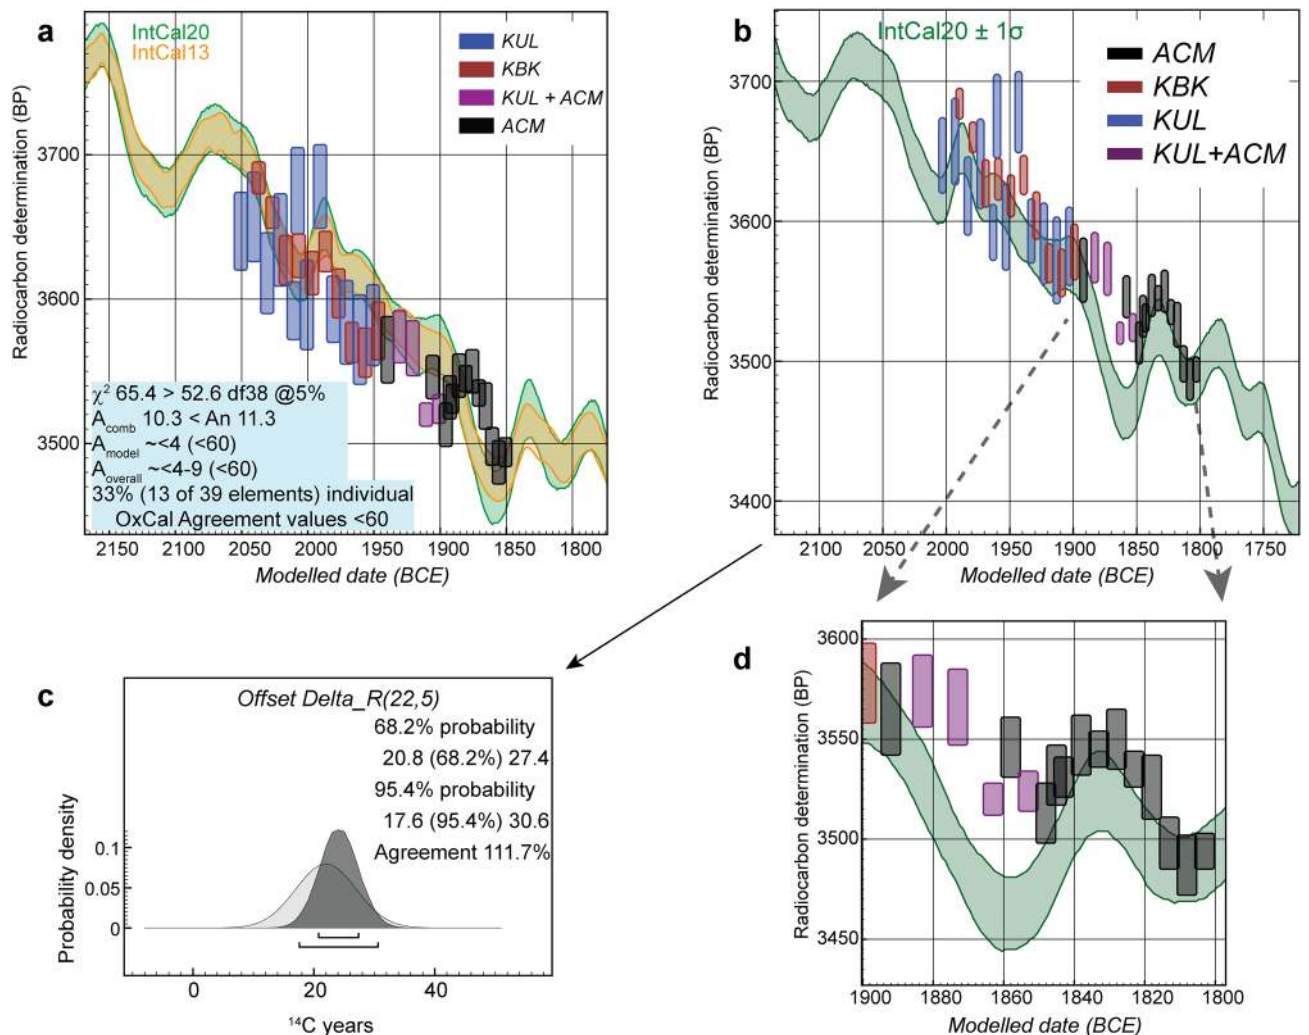 a
IntCal20
IntCal13
KUL
KBK
KUL + ACM
ACM
Radiocarbon determination (BP)
3700
3600
3500
χ² 65.4 > 52.6 df38 @5%
Acomb 10.3 < An 11.3
Amodel ~<4 (<60)
Aoverall ~<4-9 (<60)
33% (13 of 39 elements) individual
OxCal Agreement values <60
2150 2100 2050 2000 1950 1900 1850 1800
Modelled date (BCE)
b
IntCal20 ± 1σ
ACM
KBK
KUL
KUL+ACM
Radiocarbon determination (BP)
3700
3600
3500
3400
2100 2050 2000 1950 1900 1850 1800 1750
Modelled date (BCE)
c
Offset Delta_R(22,5)
68.2% probability
20.8 (68.2%) 27.4
95.4% probability
17.6 (95.4%) 30.6
Agreement 111.7%
Probability density
0.1
0.05
0
0 20 40
¹⁴C years
d
Radiocarbon determination (BP)
3600
3550
3500
3450
1900 1880 1860 1840 1820 1800
Modelled date (BCE)